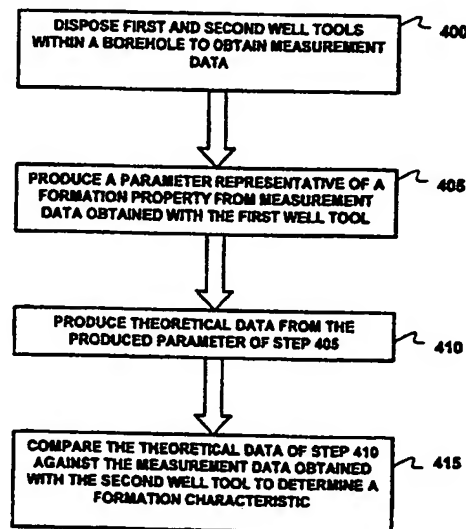 DISPOSE FIRST AND SECOND WELL TOOLS
WITHIN A BOREHOLE TO OBTAIN MEASUREMENT
DATA
400
PRODUCE A PARAMETER REPRESENTATIVE OF A
FORMATION PROPERTY FROM MEASUREMENT
DATA OBTAINED WITH THE FIRST WELL TOOL
405
PRODUCE THEORETICAL DATA FROM THE
PRODUCED PARAMETER OF STEP 405
410
COMPARE THE THEORETICAL DATA OF STEP 410
AGAINST THE MEASUREMENT DATA OBTAINED
WITH THE SECOND WELL TOOL TO DETERMINE A
FORMATION CHARACTERISTIC
415